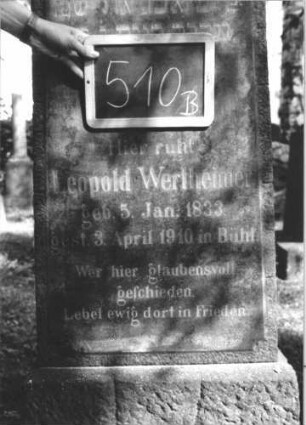 510 B
Hier ruht
Leopold Wertheimer
geb. 5. Jan. 1833
gest. 3. April 1910 in Bühl
Wer hier glaubensvoll
geschieden,
Lebet ewig dort in Frieden.